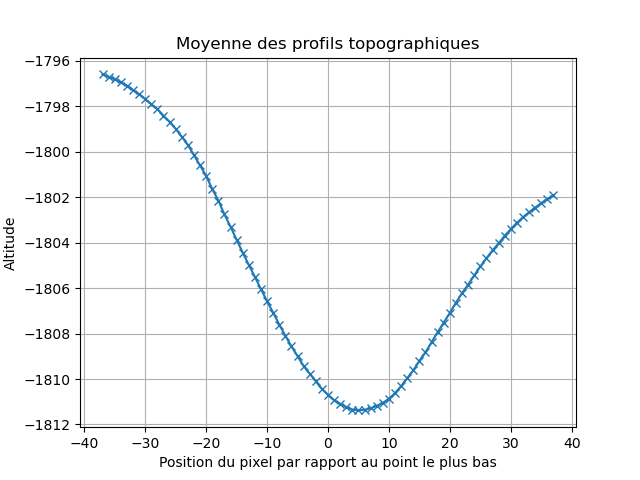 Moyenne des profils topographiques
−1796
−1798
−1800
−1802
−1804
−1806
−1808
−1810
−1812
Altitude
−40 −30 −20 −10 0 10 20 30 40
Position du pixel par rapport au point le plus bas